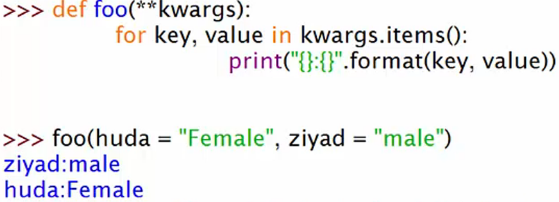 >>> def foo(**kwargs):
for key, value in kwargs.items():
print("{}:{}".format(key, value))
>>> foo(huda = "Female", ziyad = "male")
ziyad:male
huda:Female